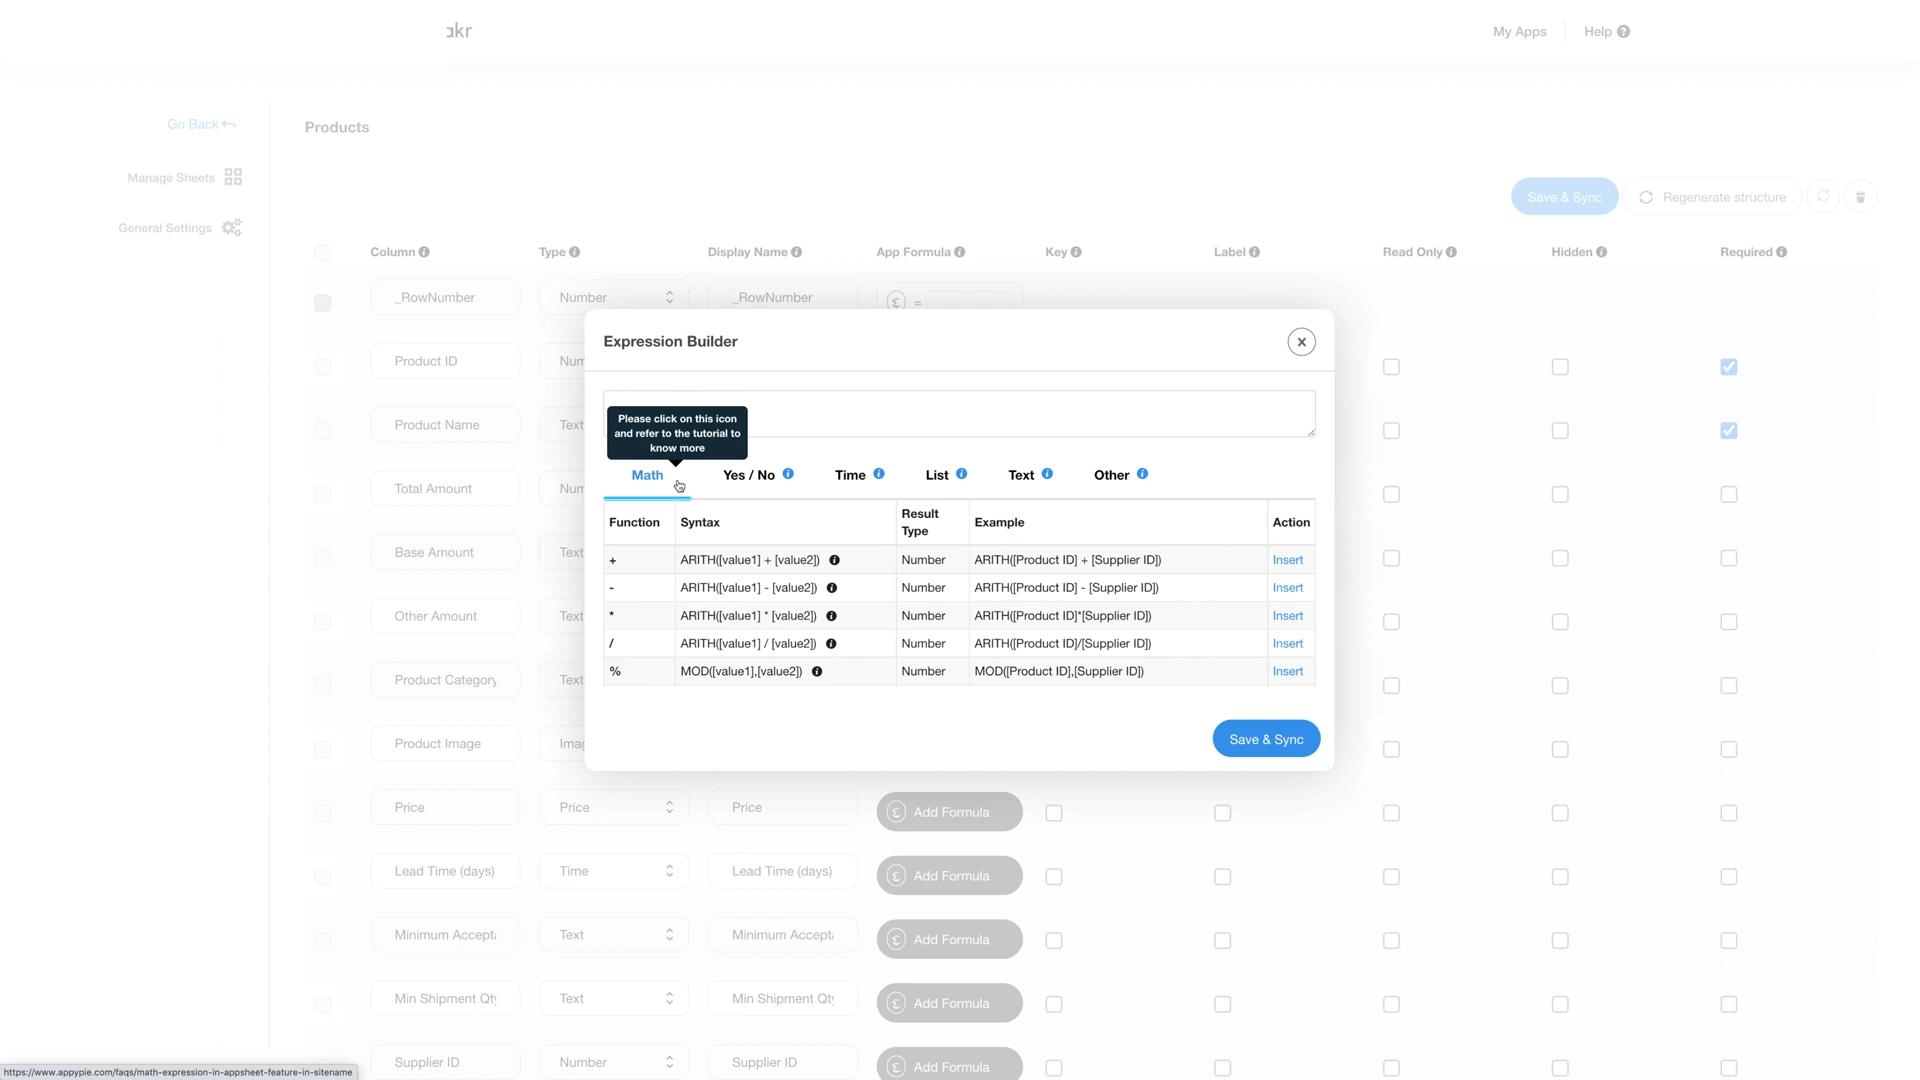 akr
My Apps
Help
Go Back
Products
Manage Sheets
General Settings
Save & Sync
Regenerate structure
Column Type Display Name App Formula Key Label Read Only Hidden Required
_RowNumber Number _RowNumber £ =
Expression Builder
x
Product ID Num
Product Name Text
Please click on this icon
and refer to the tutorial to
know more
Math Yes / No Time List Text Other
Total Amount Num
Function Syntax Result Type Example Action
Base Amount Text
+ ARITH([value1] + [value2]) Number ARITH([Product ID] + [Supplier ID]) Insert
- ARITH([value1] - [value2]) Number ARITH([Product ID] - [Supplier ID]) Insert
Other Amount Text
* ARITH([value1] * [value2]) Number ARITH([Product ID]*[Supplier ID]) Insert
/ ARITH([value1] / [value2]) Number ARITH([Product ID]/[Supplier ID]) Insert
% MOD([value1],[value2]) Number MOD([Product ID],[Supplier ID]) Insert
Product Category Text
Product Image Imag
Save & Sync
Price Price Price £ Add Formula
Lead Time (days) Time Lead Time (days) £ Add Formula
Minimum Accepta Text Minimum Accepta £ Add Formula
Min Shipment Qty Text Min Shipment Qty £ Add Formula
Supplier ID Number Supplier ID £ Add Formula
https://www.appypie.com/faqs/math-expression-in-appsheet-feature-in-sitename